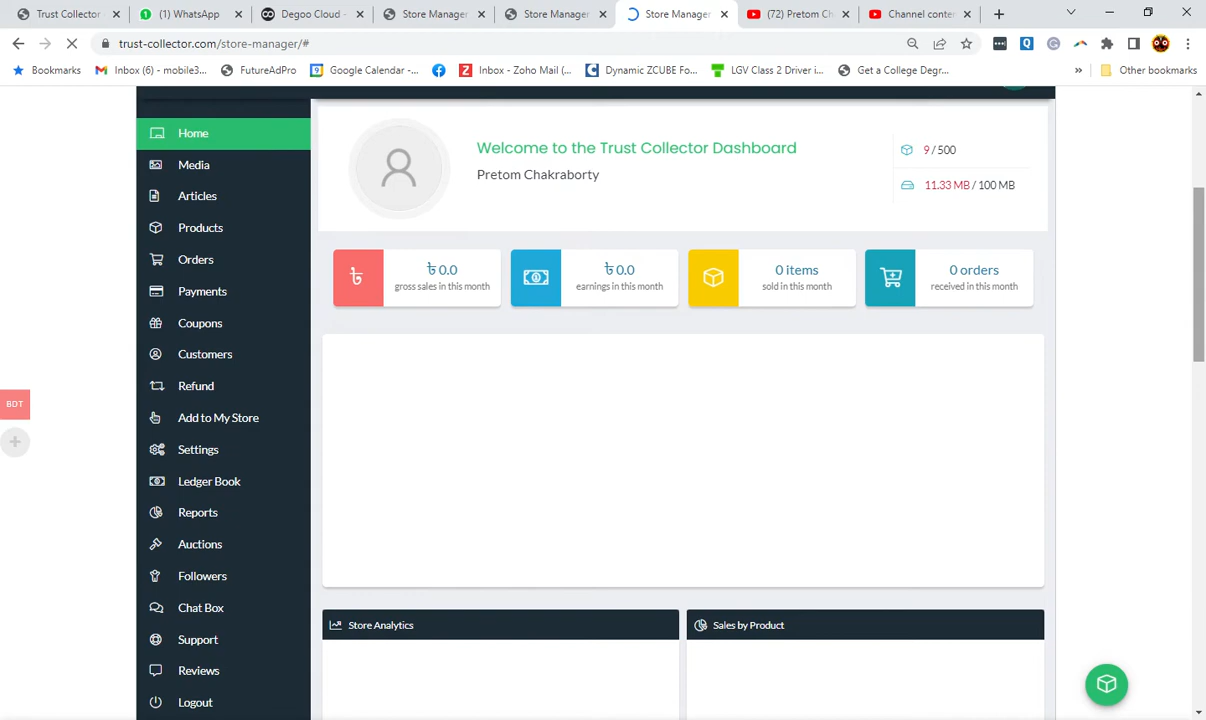 Trust Collector
(1) WhatsApp
Degoo Cloud -
Store Manager
Store Manager
Store Manager
(72) Pretom Ch
Channel conte
trust-collector.com/store-manager/#
Bookmarks
Inbox (6) - mobile3...
FutureAdPro
Google Calendar -...
Inbox - Zoho Mail (...
Dynamic ZCUBE Fo...
LGV Class 2 Driver i...
Get a College Degr...
»
Other bookmarks
Home
Media
Articles
Products
Orders
Payments
Coupons
Customers
Refund
Add to My Store
Settings
Ledger Book
Reports
Auctions
Followers
Chat Box
Support
Reviews
Logout
BDT
Welcome to the Trust Collector Dashboard
Pretom Chakraborty
9 / 500
11.33 MB / 100 MB
৳
৳ 0.0
gross sales in this month
৳ 0.0
earnings in this month
0 items
sold in this month
0 orders
received in this month
Store Analytics
Sales by Product